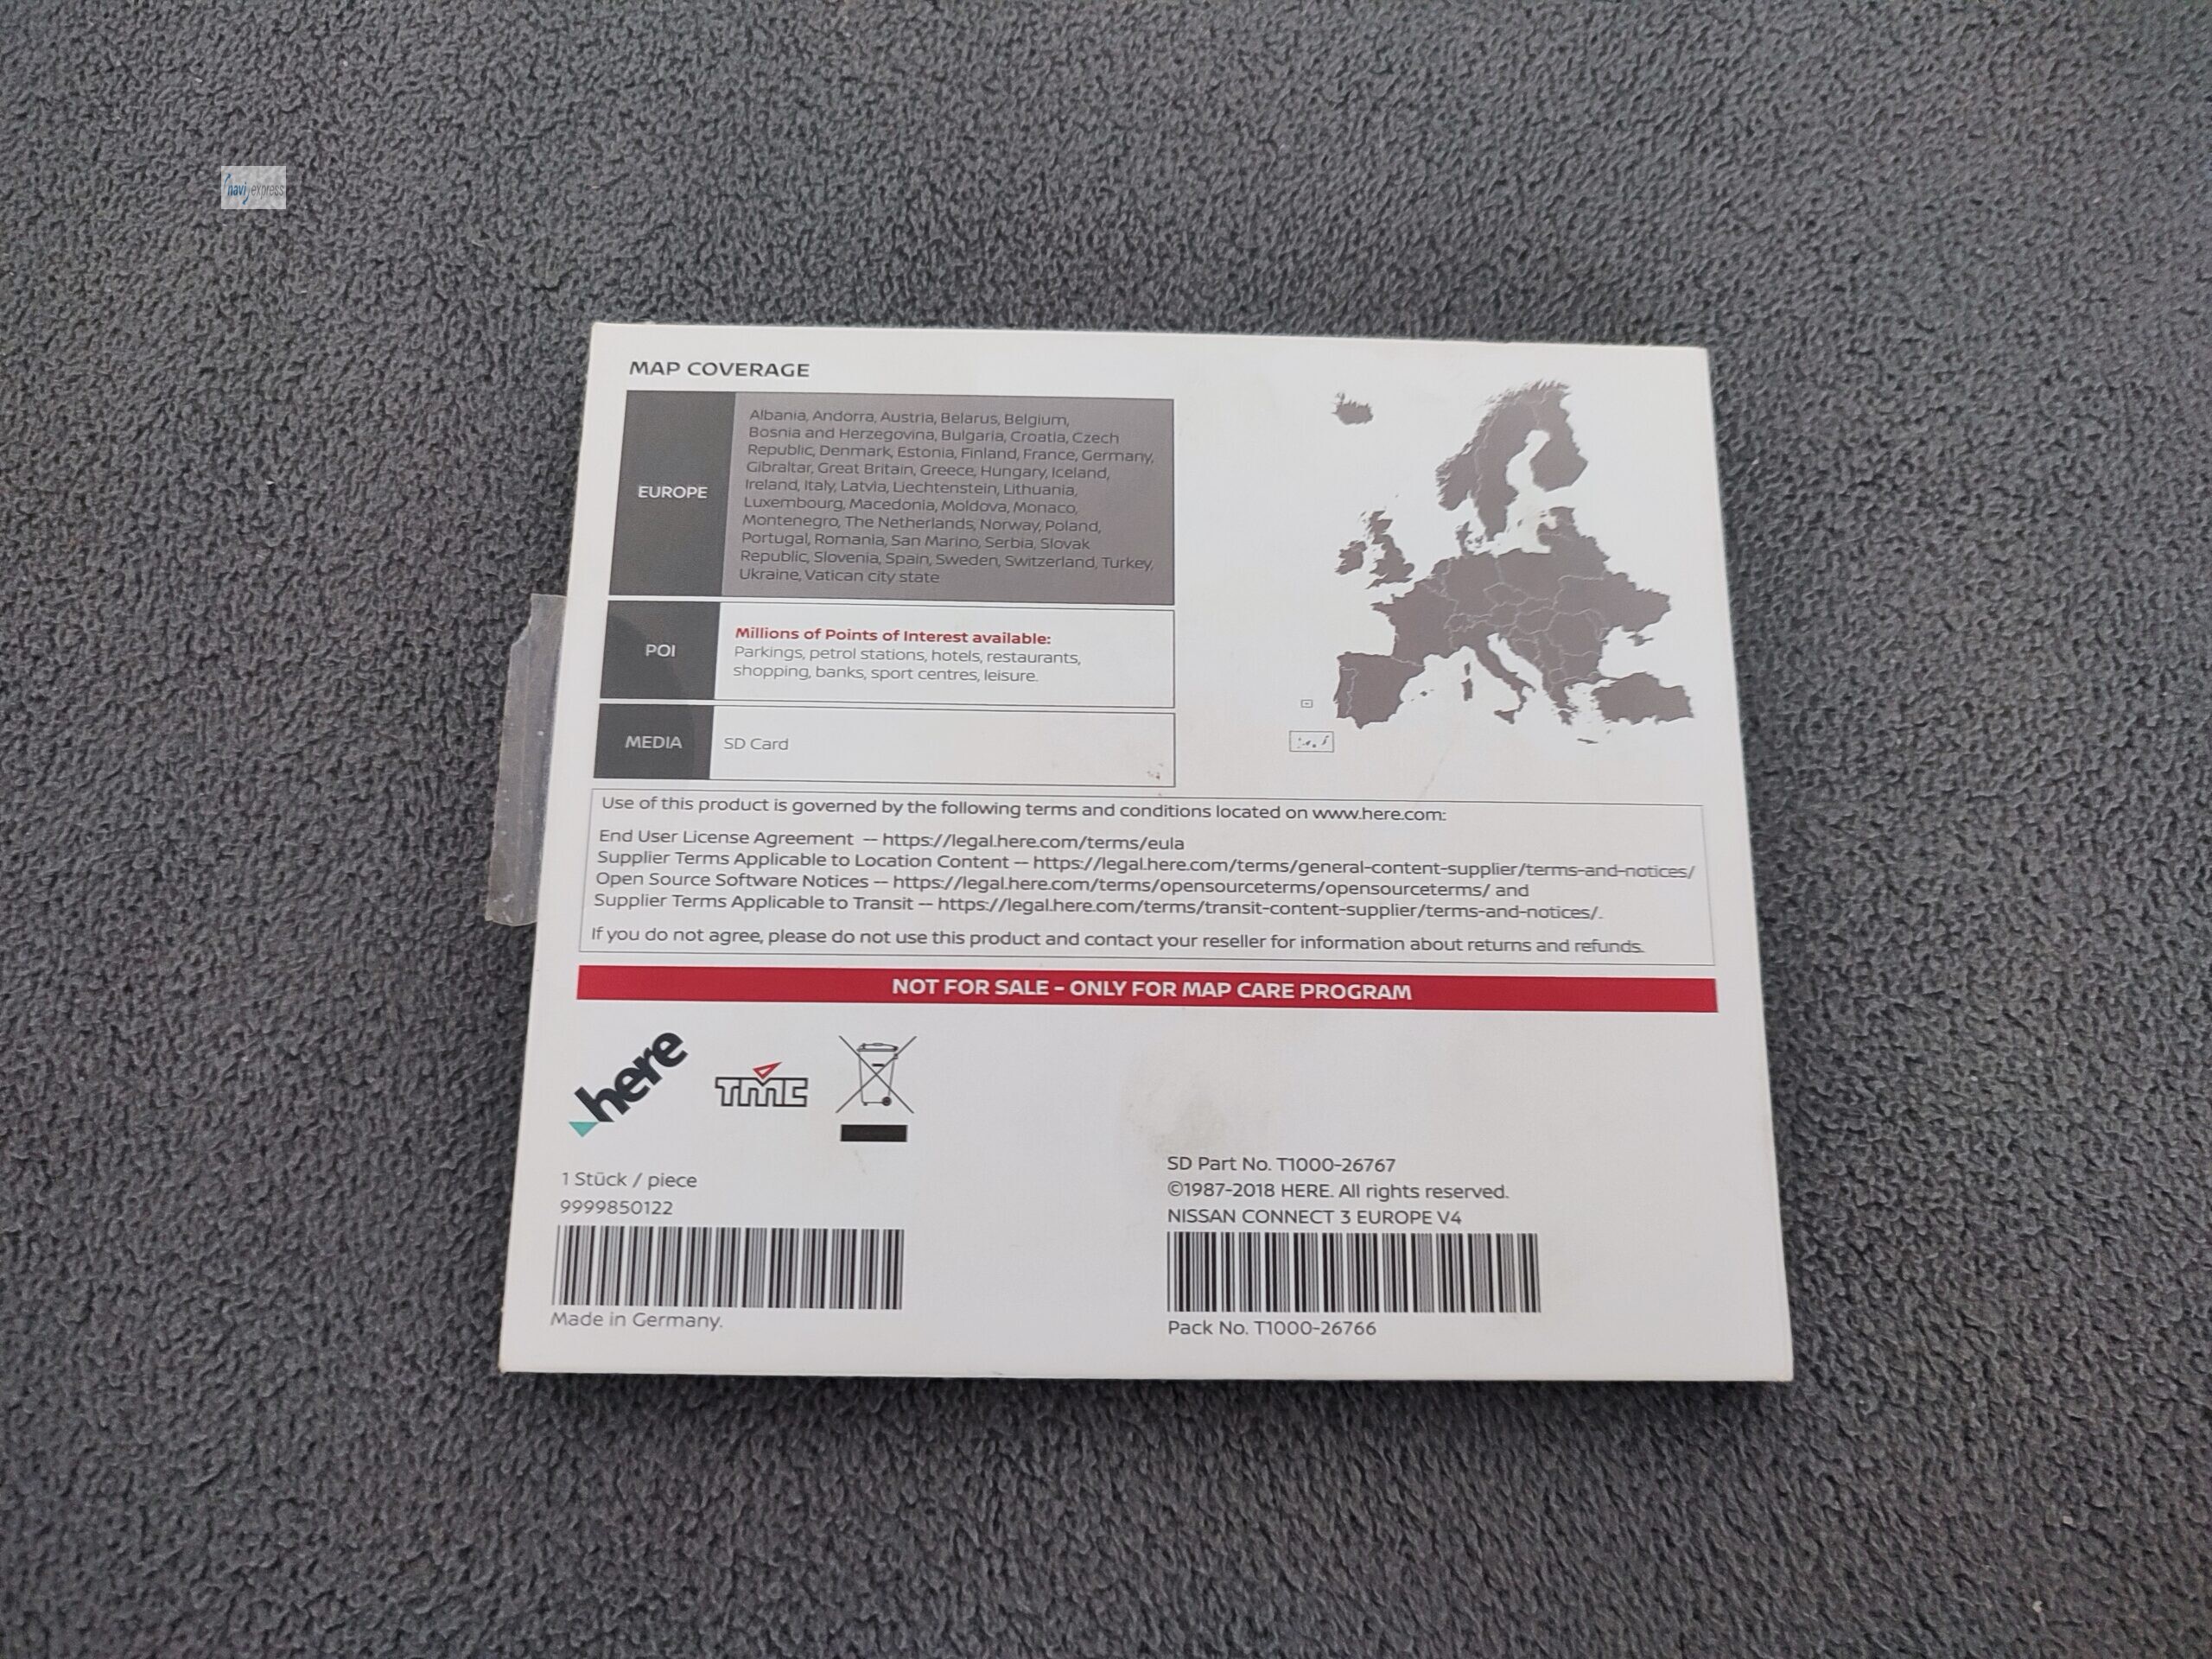 navi express
MAP COVERAGE
EUROPE
Albania, Andorra, Austria, Belarus, Belgium,
Bosnia and Herzegovina, Bulgaria, Croatia, Czech
Republic, Denmark, Estonia, Finland, France, Germany,
Gibraltar, Great Britain, Greece, Hungary, Iceland,
Ireland, Italy, Latvia, Liechtenstein, Lithuania,
Luxembourg, Macedonia, Moldova, Monaco,
Montenegro, The Netherlands, Norway, Poland,
Portugal, Romania, San Marino, Serbia, Slovak
Republic, Slovenia, Spain, Sweden, Switzerland, Turkey,
Ukraine, Vatican city state
POI
Millions of Points of Interest available:
Parkings, petrol stations, hotels, restaurants,
shopping, banks, sport centres, leisure.
MEDIA
SD Card
Use of this product is governed by the following terms and conditions located on www.here.com:
End User License Agreement — https://legal.here.com/terms/eula
Supplier Terms Applicable to Location Content — https://legal.here.com/terms/general-content-supplier/terms-and-notices/
Open Source Software Notices — https://legal.here.com/terms/opensourceterms/opensourceterms/ and
Supplier Terms Applicable to Transit — https://legal.here.com/terms/transit-content-supplier/terms-and-notices/.
If you do not agree, please do not use this product and contact your reseller for information about returns and refunds.
NOT FOR SALE - ONLY FOR MAP CARE PROGRAM
here
TMC
1 Stück / piece
9999850122
Made in Germany.
SD Part No. T1000-26767
©1987-2018 HERE. All rights reserved.
NISSAN CONNECT 3 EUROPE V4
Pack No. T1000-26766